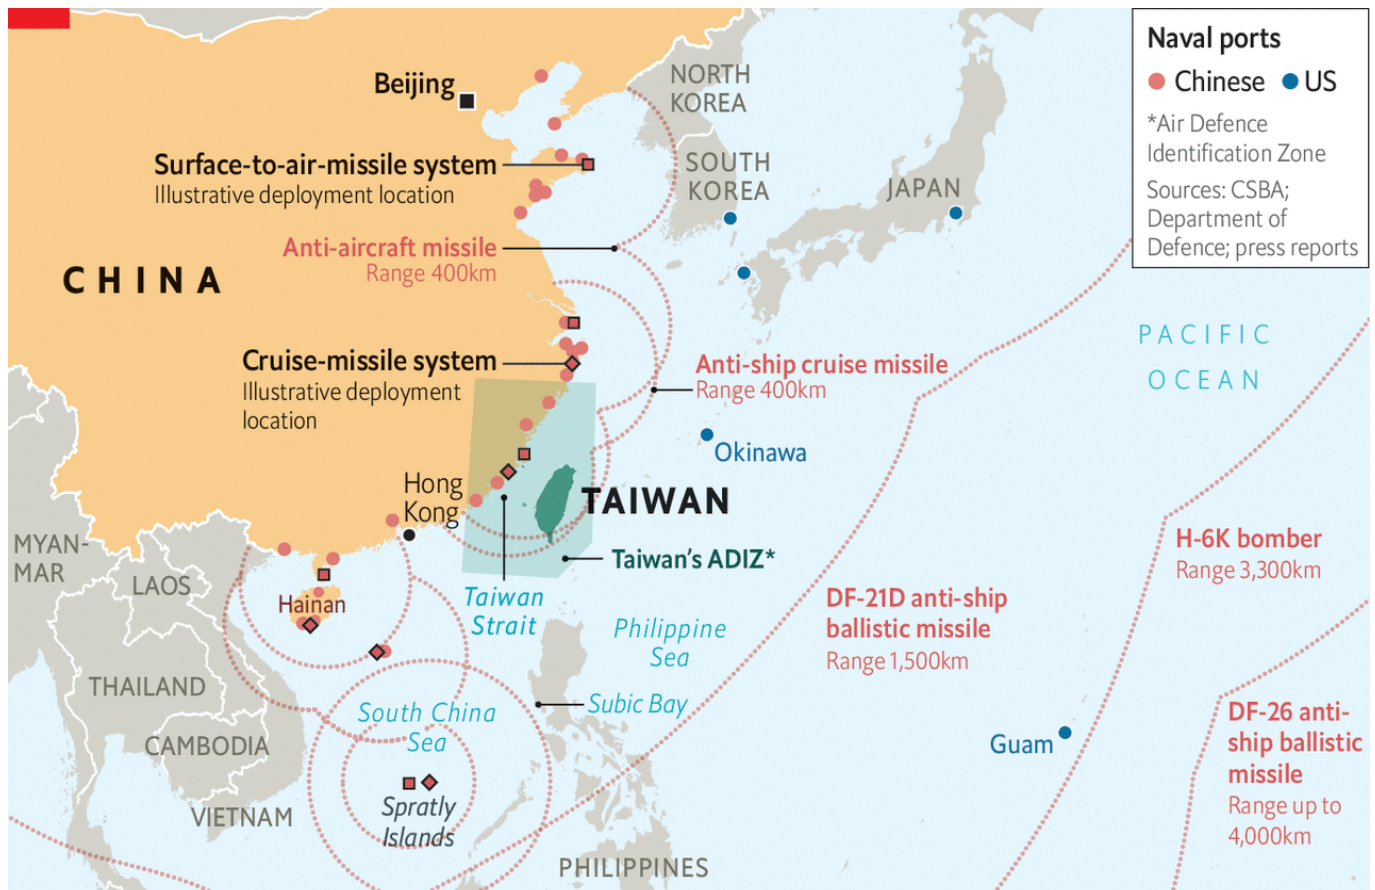 Naval ports
Chinese
US
*Air Defence
Identification Zone
Sources: CSBA;
Department of
Defence; press reports
Beijing
NORTH
KOREA
Surface-to-air-missile system
Illustrative deployment location
SOUTH
KOREA
JAPAN
Anti-aircraft missile
Range 400km
CHINA
PACIFIC
OCEAN
Cruise-missile system
Illustrative deployment
location
Anti-ship cruise missile
Range 400km
Okinawa
Hong
Kong
TAIWAN
Taiwan's ADIZ*
MYAN-
MAR
LAOS
Hainan
Taiwan
Strait
Philippine
Sea
H-6K bomber
Range 3,300km
DF-21D anti-ship
ballistic missile
Range 1,500km
THAILAND
South China
Sea
Subic Bay
CAMBODIA
Guam
DF-26 anti-
ship ballistic
missile
Range up to
4,000km
VIETNAM
Spratly
Islands
PHILIPPINES